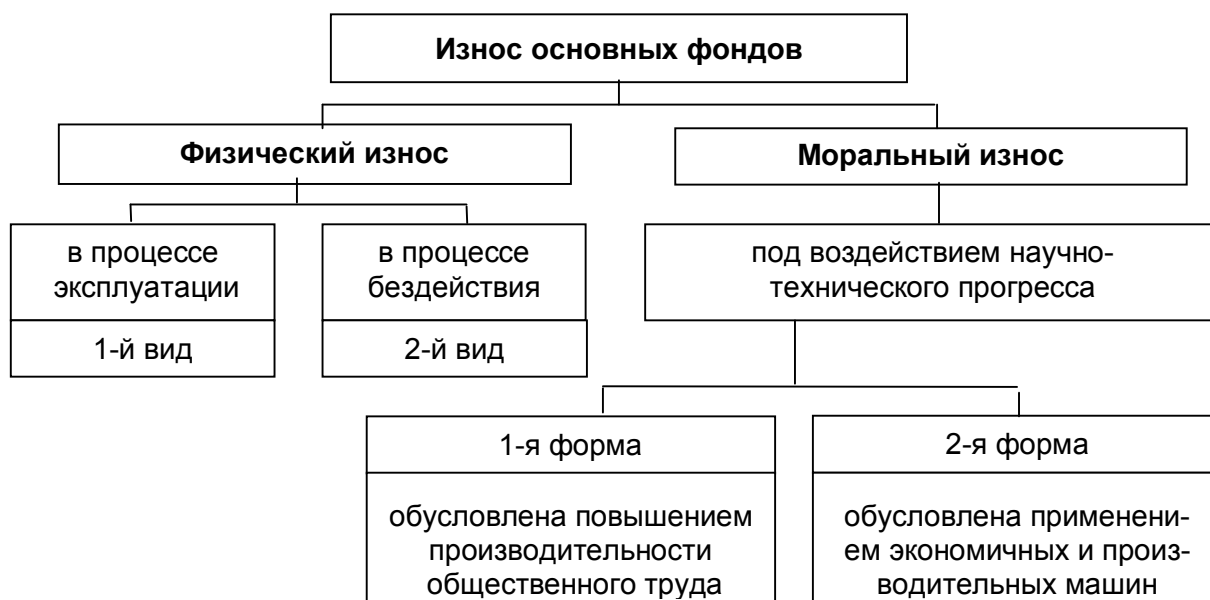 Износ основных фондов
Физический износ
Моральный износ
в процессе
эксплуатации
1-й вид
в процессе
бездействия
2-й вид
под воздействием научно-
технического прогресса
1-я форма
обусловлена повышением
производительности
общественного труда
2-я форма
обусловлена применени-
ем экономичных и произ-
водительных машин